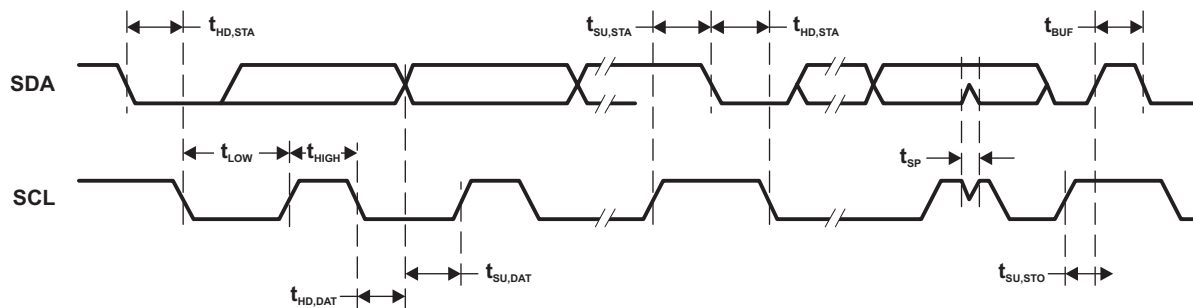 tHD,STA
tSU,STA
tHD,STA
tBUF
SDA
tLOW
tHIGH
tSP
SCL
tSU,DAT
tSU,STO
tHD,DAT